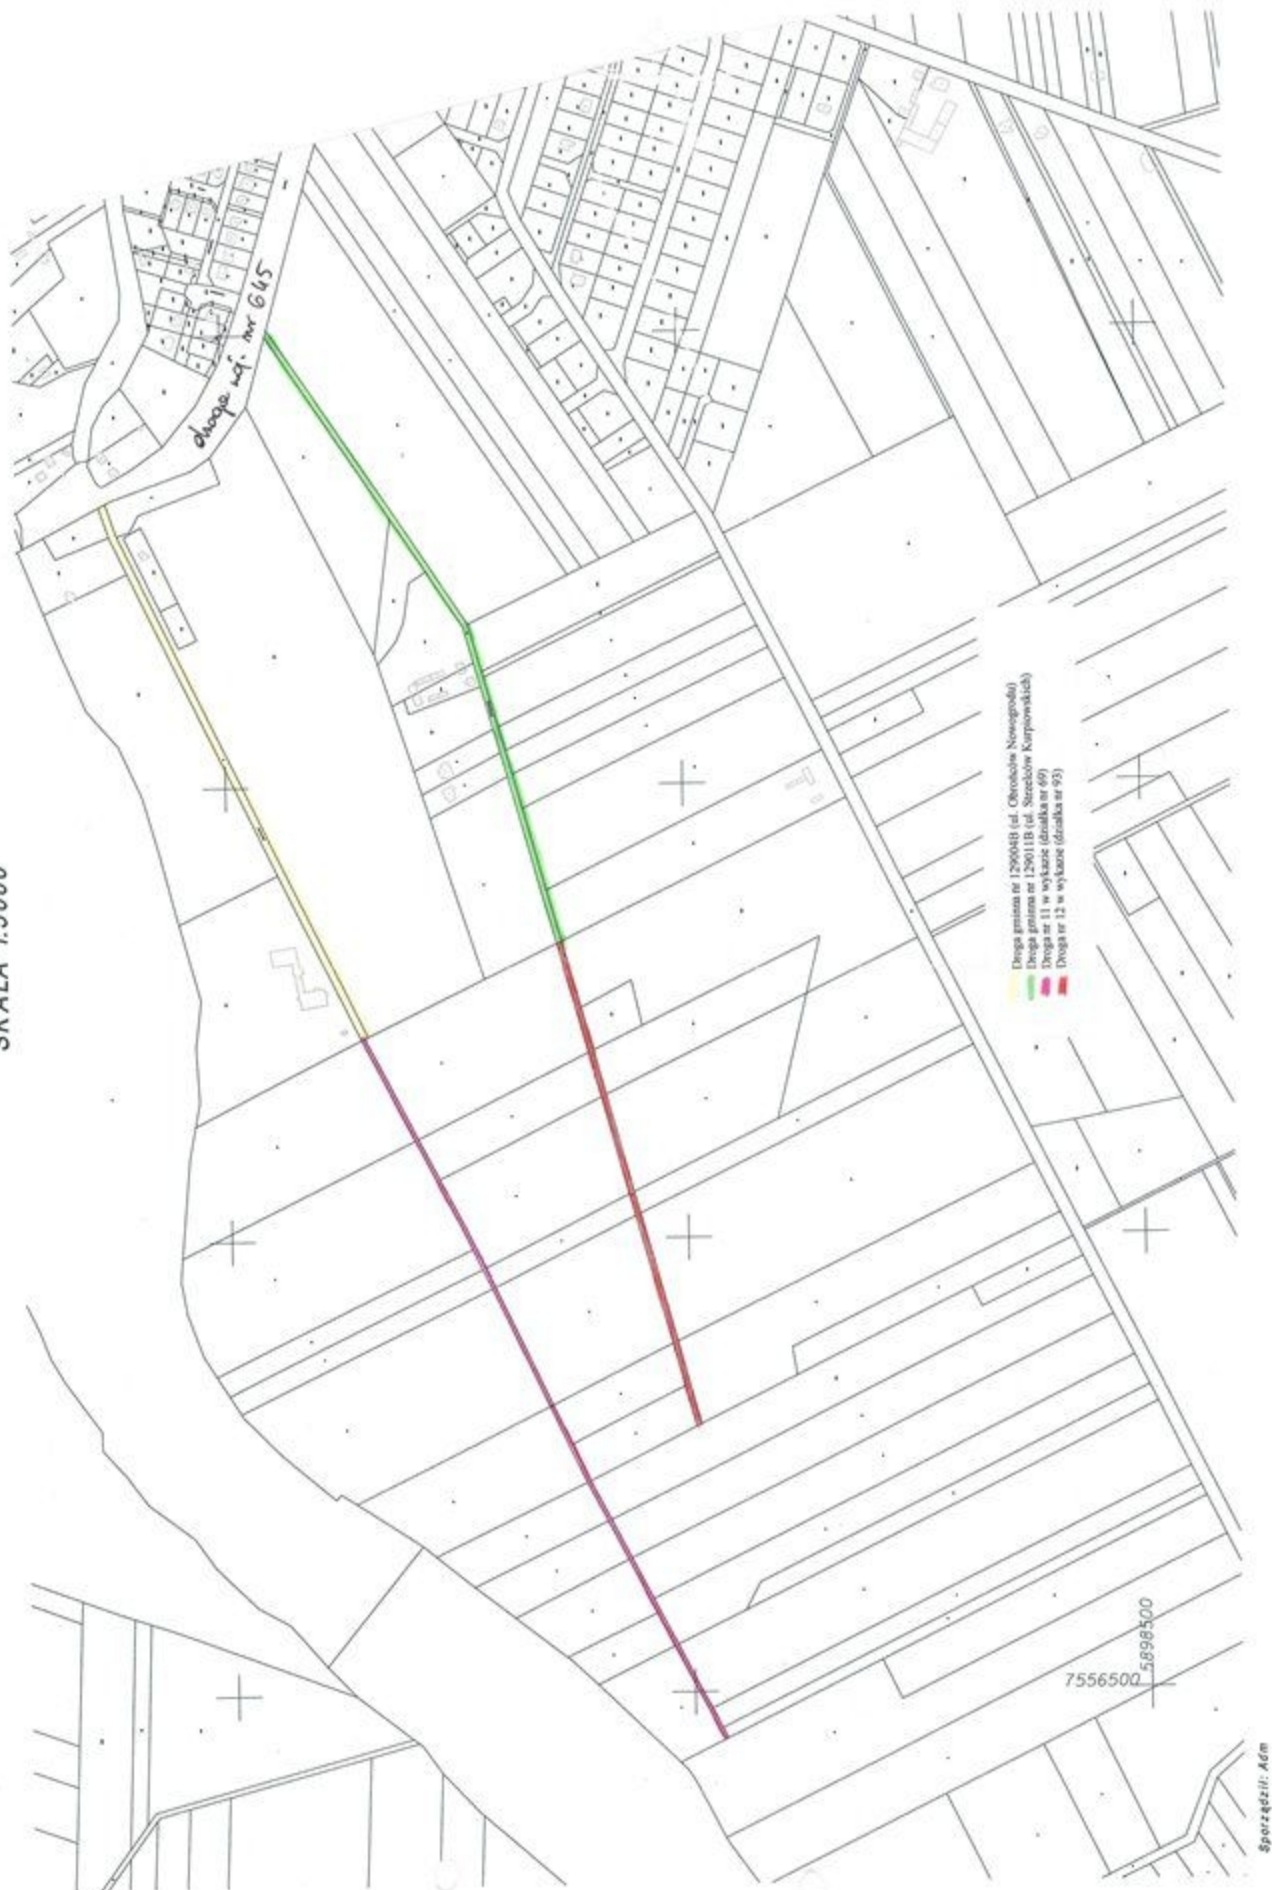 SKALA 1:5000
droga woj. nr 645
Droga gminna nr 129004B (ul. Obrońców Nowogrodu)
Droga gminna nr 129011B (ul. Strzelców Kurpiowskich)
Droga nr 11 w wykazie (działka nr 69)
Droga nr 12 w wykazie (działka nr 93)
7556500
5898500
Sporządził: Adm